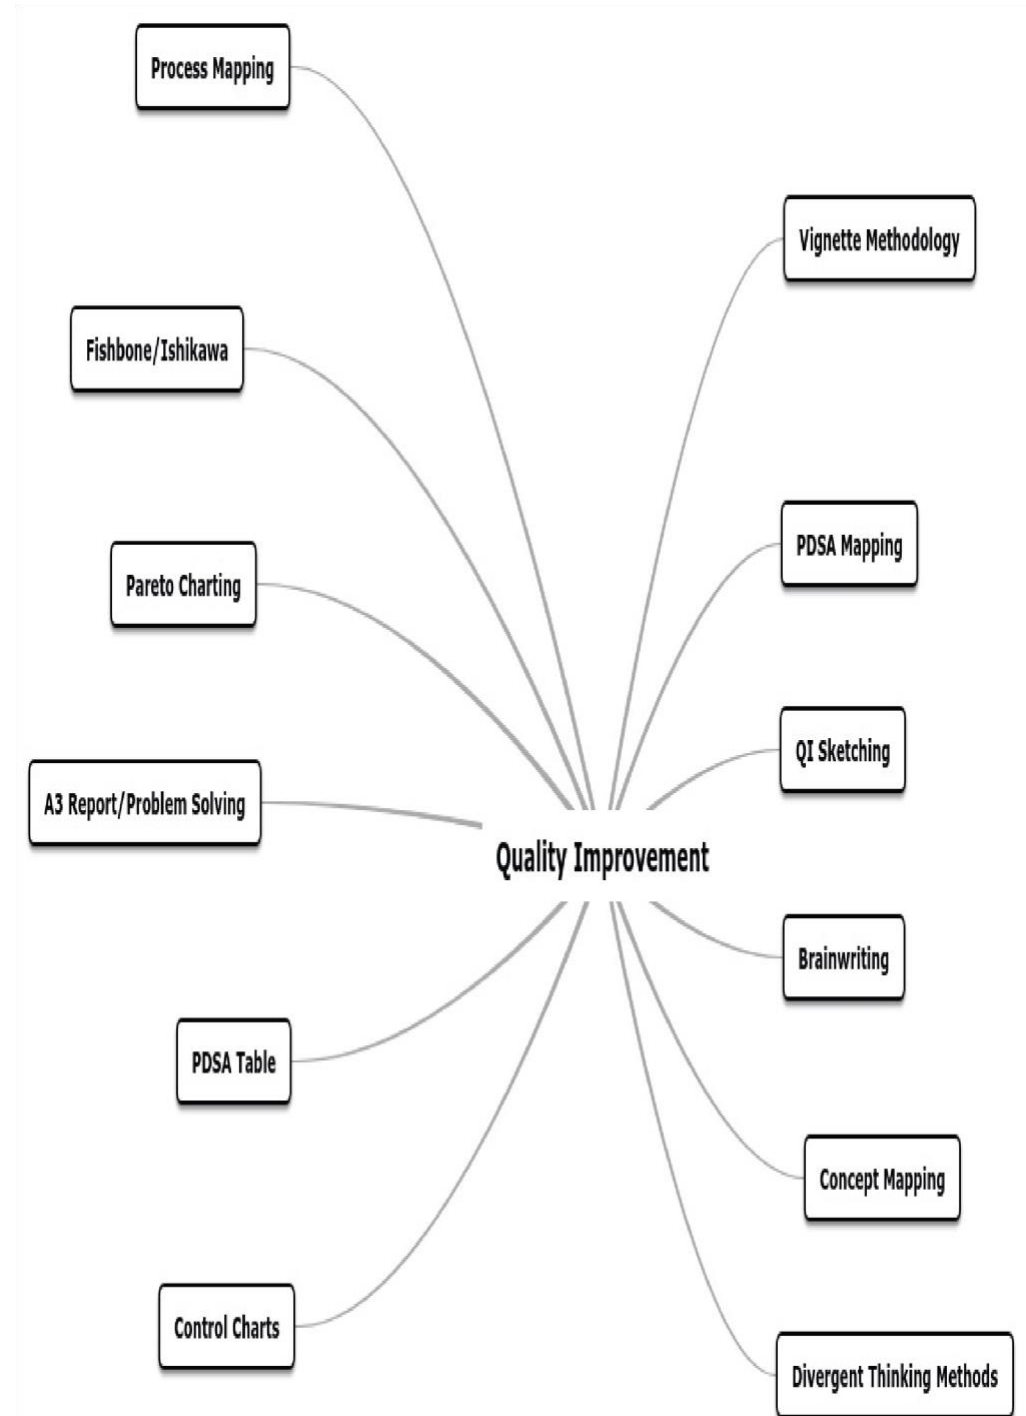 Process Mapping
Vignette Methodology
Fishbone/Ishikawa
PDSA Mapping
Pareto Charting
QI Sketching
A3 Report/Problem Solving
Quality Improvement
Brainwriting
PDSA Table
Concept Mapping
Control Charts
Divergent Thinking Methods